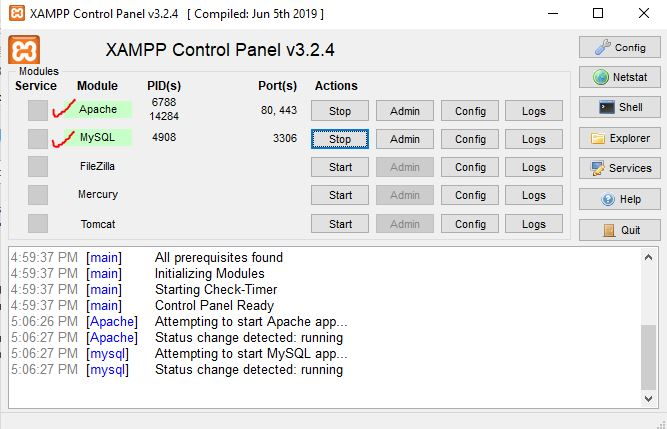 XAMPP Control Panel v3.2.4 [ Compiled: Jun 5th 2019 ]
XAMPP Control Panel v3.2.4
Config
Modules
Service Module PID(s) Port(s) Actions
Netstat
Apache 6788 14284 80, 443 Stop Admin Config Logs
Shell
MySQL 4908 3306 Stop Admin Config Logs
Explorer
FileZilla Start Admin Config Logs
Services
Mercury Start Admin Config Logs
Help
Tomcat Start Admin Config Logs
Quit
4:59:37 PM [main] All prerequisites found
4:59:37 PM [main] Initializing Modules
4:59:37 PM [main] Starting Check-Timer
4:59:37 PM [main] Control Panel Ready
5:06:26 PM [Apache] Attempting to start Apache app...
5:06:27 PM [Apache] Status change detected: running
5:06:27 PM [mysql] Attempting to start MySQL app...
5:06:27 PM [mysql] Status change detected: running